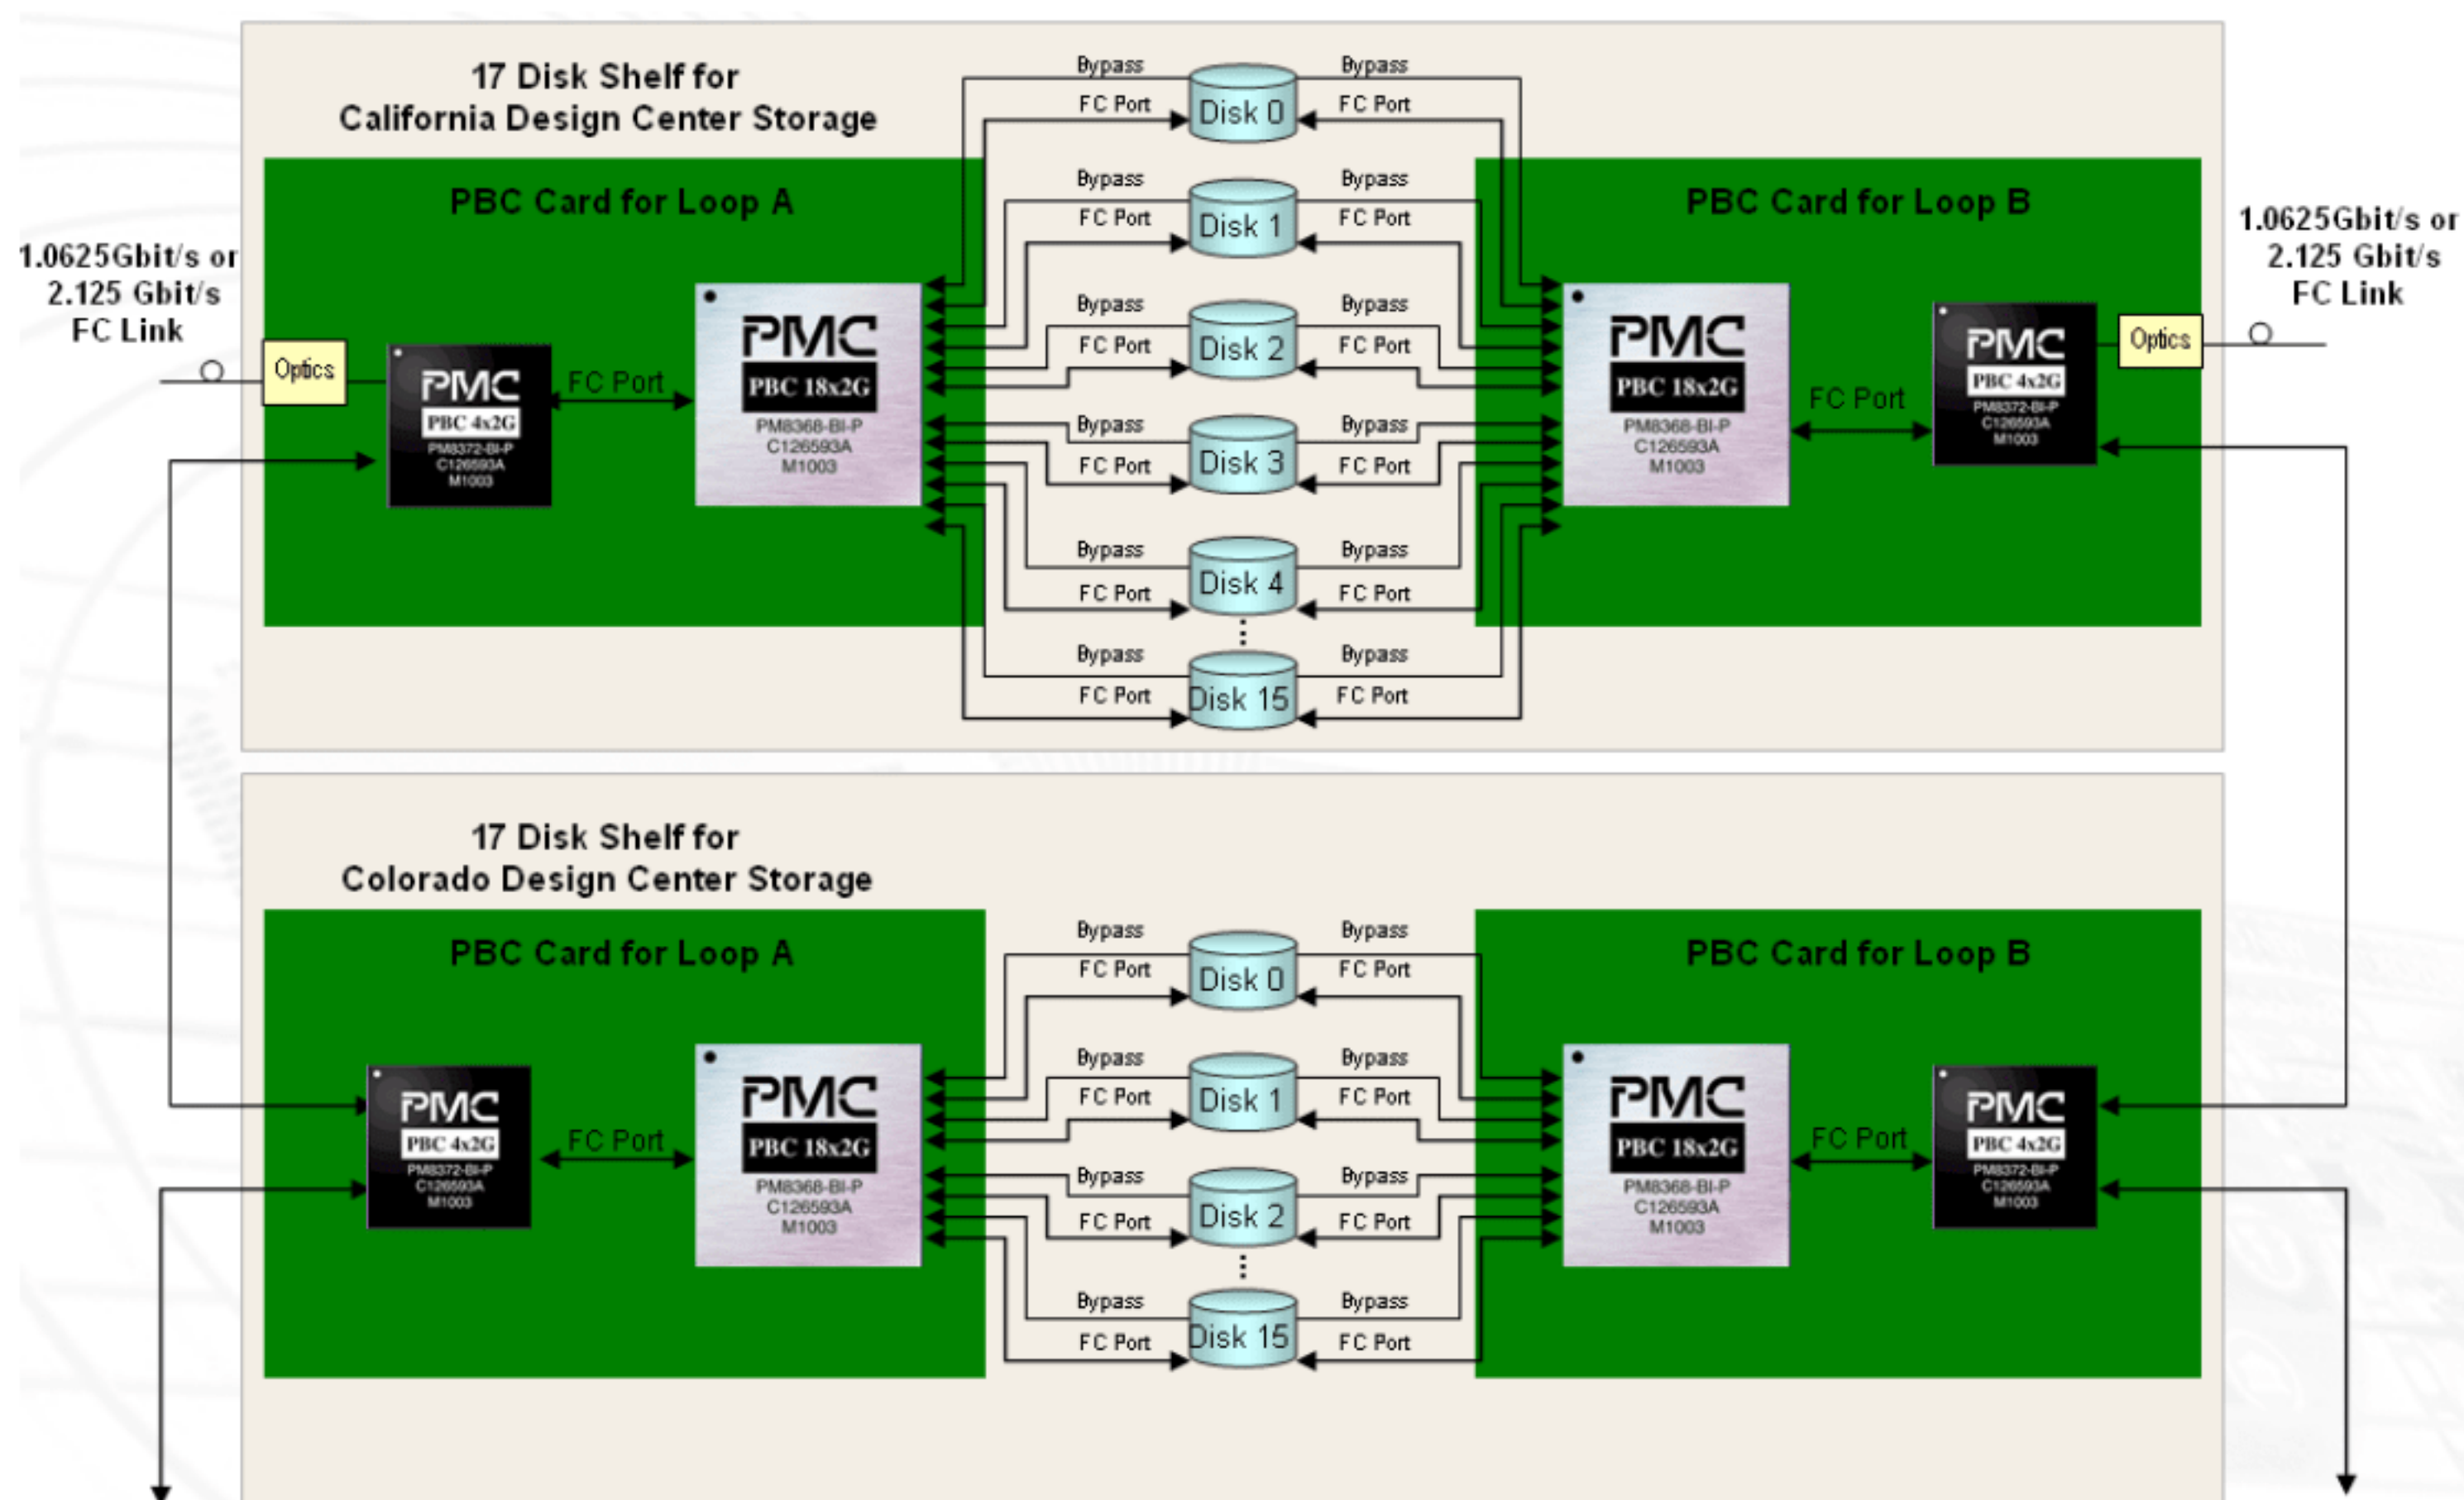 17 Disk Shelf for
California Design Center Storage
PBC Card for Loop A
1.0625Gbit/s or
2.125 Gbit/s
FC Link
Optics
PMC
PBC 4x2G
PM8372-BI-P
C126593A
M1003
FC Port
PMC
PBC 18x2G
PM8368-BI-P
C126593A
M1003
Bypass
FC Port
Disk 0
Bypass
FC Port
Bypass
FC Port
Disk 1
Bypass
FC Port
Bypass
FC Port
Disk 2
Bypass
FC Port
Bypass
FC Port
Disk 3
Bypass
FC Port
Bypass
FC Port
Disk 4
Bypass
FC Port
Bypass
FC Port
Disk 15
Bypass
FC Port
PBC Card for Loop B
PMC
PBC 18x2G
PM8368-BI-P
C126593A
M1003
FC Port
PMC
PBC 4x2G
PM8372-BI-P
C126593A
M1003
Optics
1.0625Gbit/s or
2.125 Gbit/s
FC Link
17 Disk Shelf for
Colorado Design Center Storage
PBC Card for Loop A
PMC
PBC 4x2G
PM8372-BI-P
C126593A
M1003
FC Port
PMC
PBC 18x2G
PM8368-BI-P
C126593A
M1003
Bypass
FC Port
Disk 0
Bypass
FC Port
Bypass
FC Port
Disk 1
Bypass
FC Port
Bypass
FC Port
Disk 2
Bypass
FC Port
Bypass
FC Port
Disk 15
Bypass
FC Port
PBC Card for Loop B
PMC
PBC 18x2G
PM8368-BI-P
C126593A
M1003
FC Port
PMC
PBC 4x2G
PM8372-BI-P
C126593A
M1003